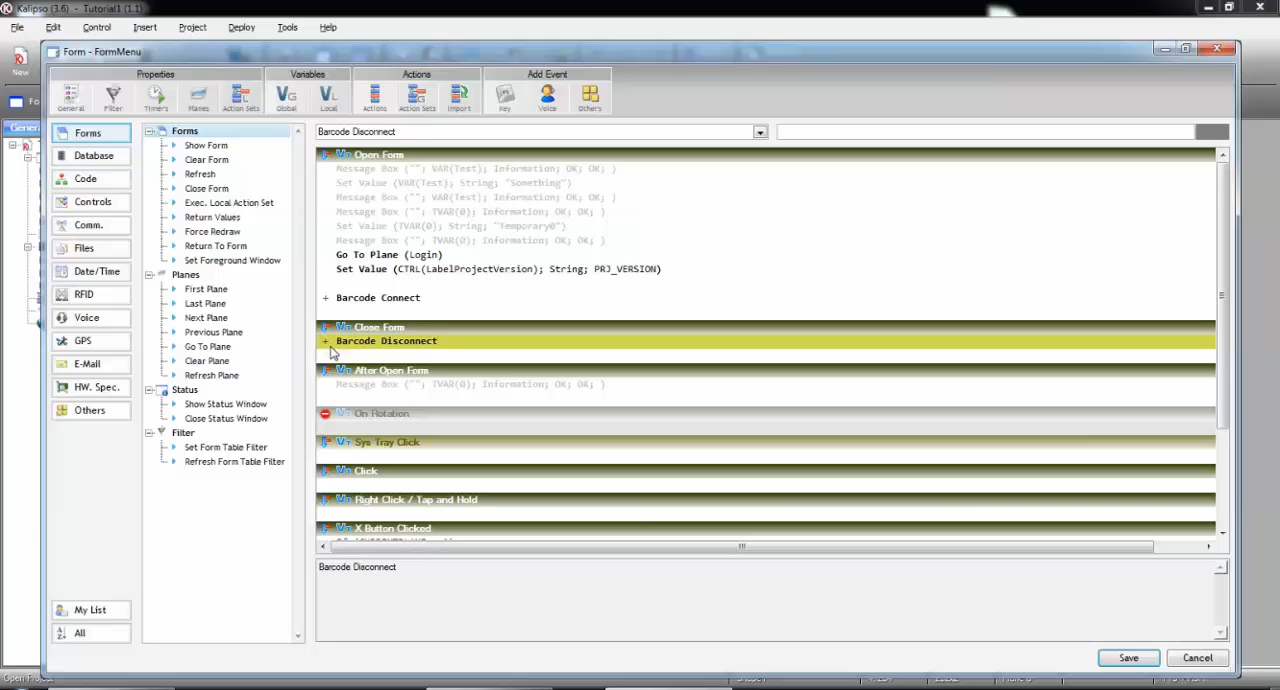 Kalipso (3.6) - Tutorial1 (1.1)
File Edit Control Insert Project Deploy Tools Help
New
Form - FormMenu
Properties Variables Actions Add Event
General Filter Timers Planes Action Sets Global Local Actions Action Sets Import Key Voice Others
Forms
Database
Code
Controls
Comm.
Files
Date/Time
RFID
Voice
GPS
E-Mail
HW. Spec.
Others
My List
All
Forms
Show Form
Clear Form
Refresh
Close Form
Exec. Local Action Set
Return Values
Force Redraw
Return To Form
Set Foreground Window
Planes
First Plane
Last Plane
Next Plane
Previous Plane
Go To Plane
Clear Plane
Refresh Plane
Status
Show Status Window
Close Status Window
Filter
Set Form Table Filter
Refresh Form Table Filter
Barcode Disconnect
Open Form
Message Box (""; VAR(Test); Information; OK; OK; )
Set Value (VAR(Test); String; "Something")
Message Box (""; VAR(Test); Information; OK; OK; )
Message Box (""; TVAR(0); Information; OK; OK; )
Set Value (TVAR(0); String; "Temporary0")
Message Box (""; TVAR(0); Information; OK; OK; )
Go To Plane (Login)
Set Value (CTRL(LabelProjectVersion); String; PRJ_VERSION)
+ Barcode Connect
Close Form
+ Barcode Disconnect
After Open Form
Message Box (""; TVAR(0); Information; OK; OK; )
On Rotation
Sys Tray Click
Click
Right Click / Tap and Hold
X Button Clicked
Barcode Disconnect
Save Cancel